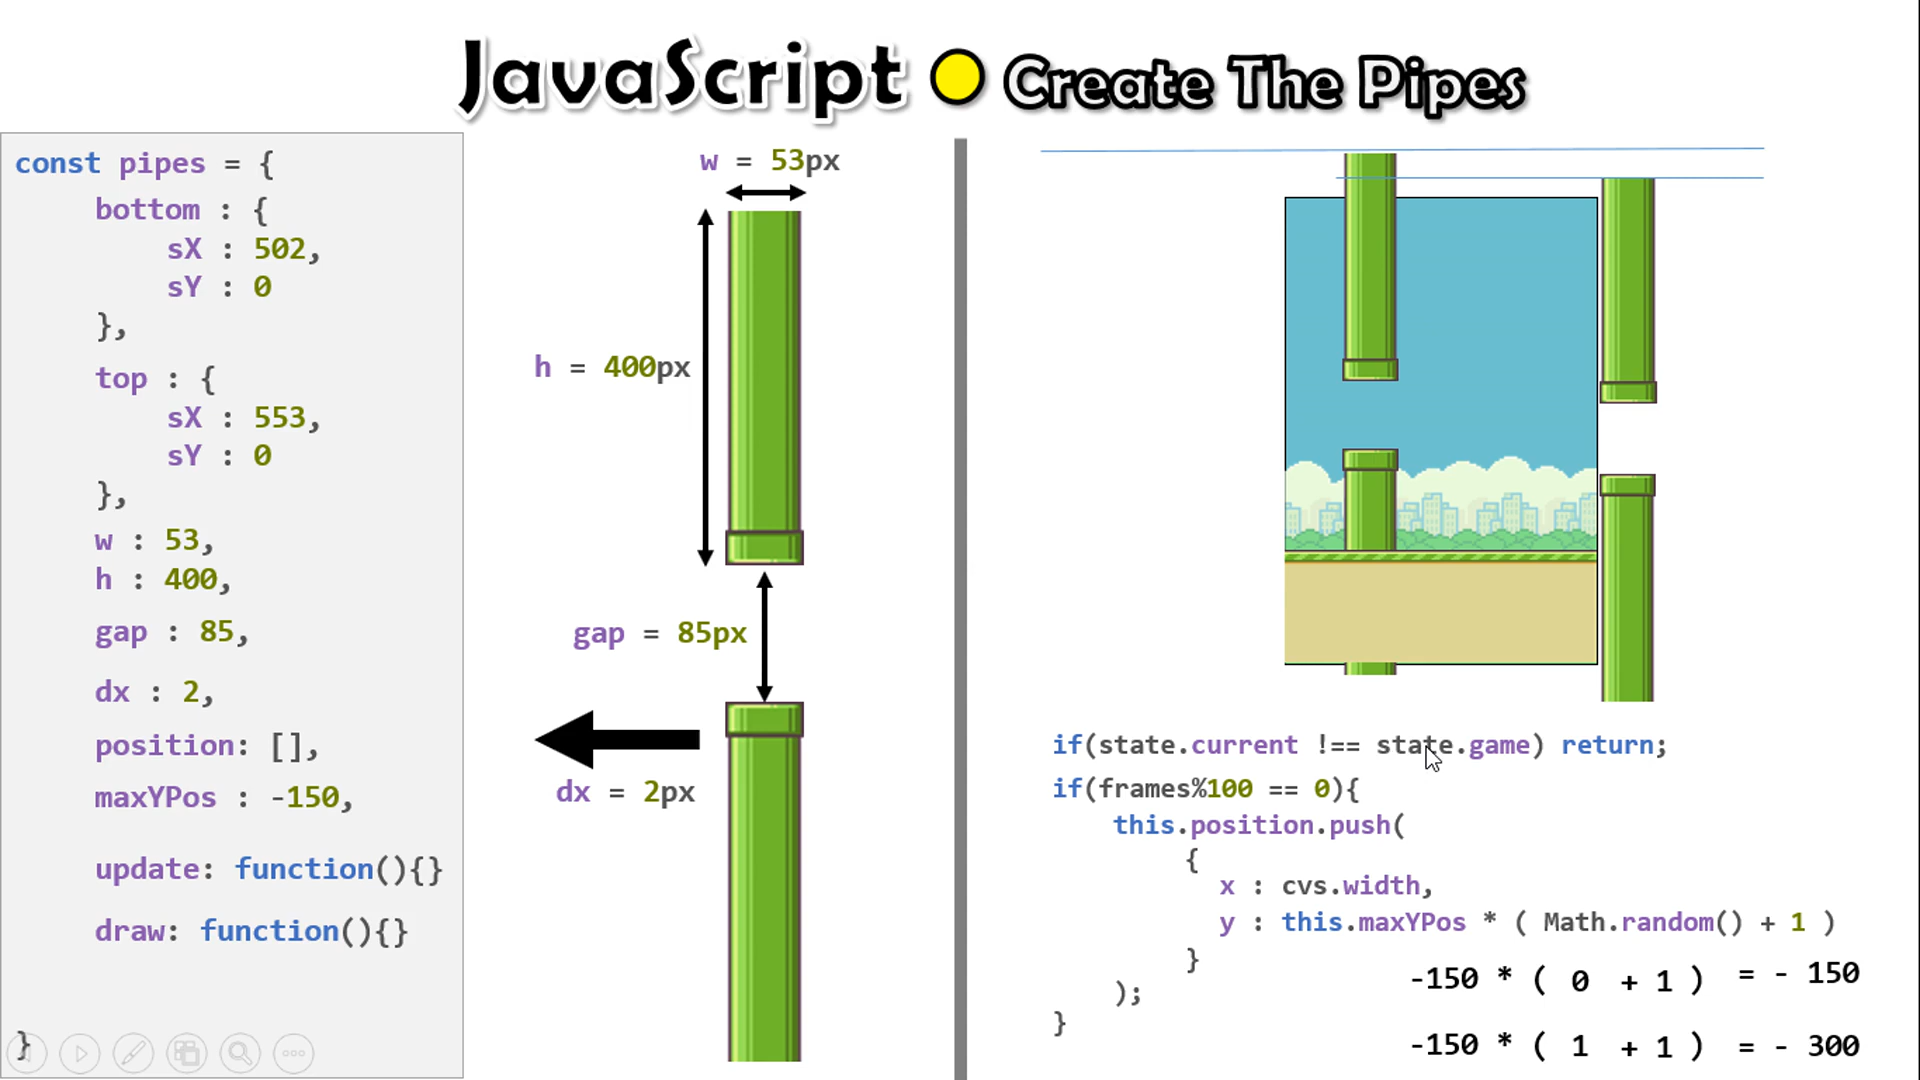 JavaScript Create The Pipes
const pipes = {
bottom : {
sX : 502,
sY : 0
},
top : {
sX : 553,
sY : 0
},
w : 53,
h : 400,
gap : 85,
dx : 2,
position: [],
maxYPos : -150,
update: function(){}
draw: function(){}
}
w = 53px
h = 400px
gap = 85px
dx = 2px
if(state.current !== state.game) return;
if(frames%100 == 0){
this.position.push(
{
x : cvs.width,
y : this.maxYPos * ( Math.random() + 1 )
}
);
}
-150 * ( 0 + 1 ) = - 150
-150 * ( 1 + 1 ) = - 300